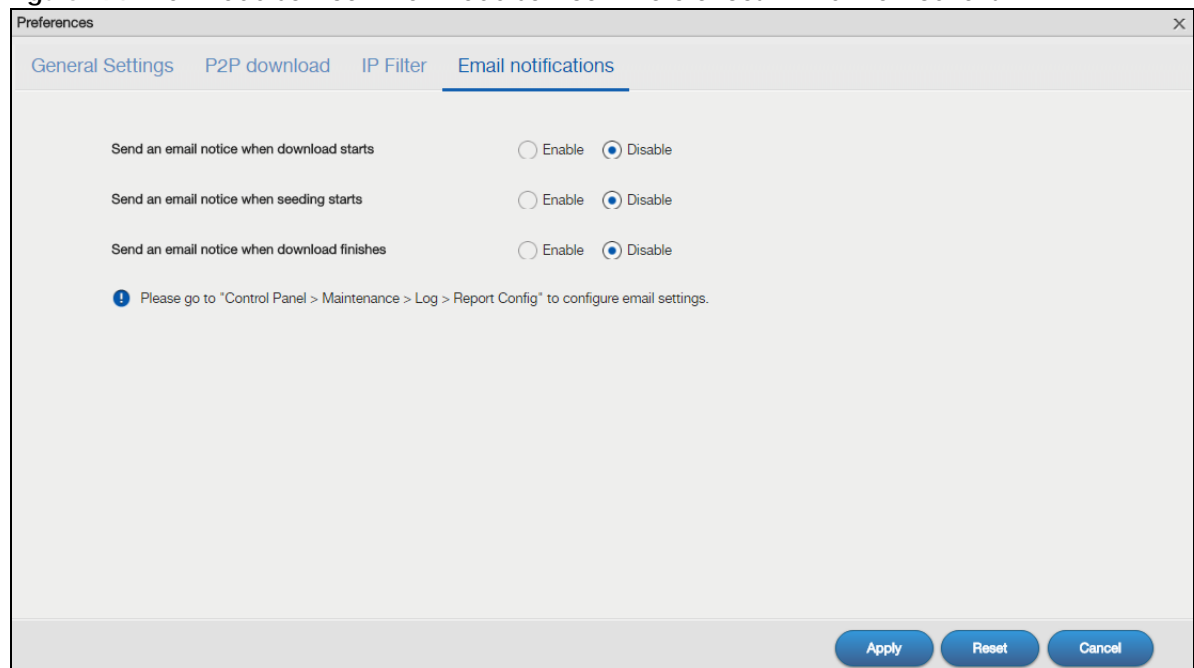 Preferences
General Settings P2P download IP Filter Email notifications
Send an email notice when download starts Enable Disable
Send an email notice when seeding starts Enable Disable
Send an email notice when download finishes Enable Disable
Please go to "Control Panel > Maintenance > Log > Report Config" to configure email settings.
Apply Reset Cancel